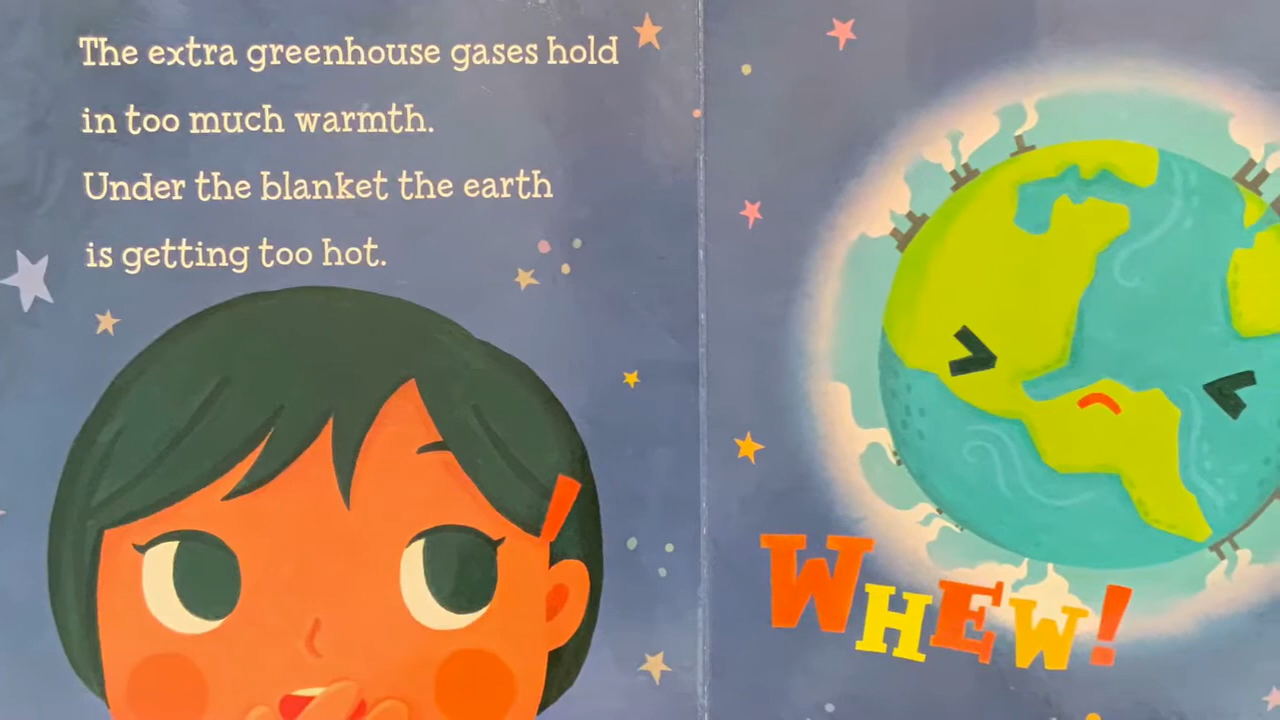 The extra greenhouse gases hold
in too much warmth.
Under the blanket the earth
is getting too hot.
WHEW!